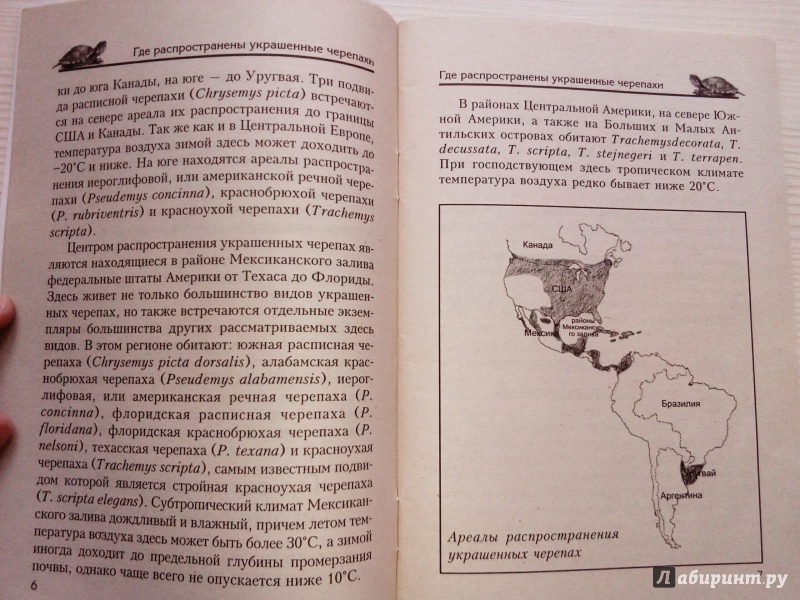 Где распространены украшенные черепахи
ки до юга Канады, на юге — до Уругвая. Три подви-
да расписной черепахи (Chrysemys picta) встречают-
ся на севере ареала их распространения до границы
США и Канады. Так же как и в Центральной Европе,
температура воздуха зимой здесь может доходить до
–20°С и ниже. На юге находятся ареалы распростра-
нения иероглифовой, или американской речной чере-
пахи (Pseudemys concinna), краснобрюхой черепахи
(P. rubriventris) и красноухой черепахи (Trachemys
scripta).
Центром распространения украшенных черепах яв-
ляются находящиеся в районе Мексиканского залива
федеральные штаты Америки от Техаса до Флориды.
Здесь живет не только большинство видов украшен-
ных черепах, но также встречаются отдельные экзем-
пляры большинства других рассматриваемых здесь
видов. В этом регионе обитают: южная расписная че-
репаха (Chrysemys picta dorsalis), алабамская крас-
нобрюхая черепаха (Pseudemys alabamensis), иерог-
лифовая, или американская речная черепаха (P.
concinna), флоридская расписная черепаха (P.
floridana), флоридская краснобрюхая черепаха (P.
nelsoni), техасская черепаха (P. texana) и красноухая
черепаха (Trachemys scripta), самым известным подви-
дом которой является стройная красноухая черепаха
(T. scripta elegans). Субтропический климат Мексикан-
ского залива дождливый и влажный, причем летом тем-
пература воздуха здесь может быть более 30°С, а зимой
иногда доходит до предельной глубины промерзания
почвы, однако чаще всего не опускается ниже 10°С.
6
Где распространены украшенные черепахи
В районах Центральной Америки, на севере Юж-
ной Америки, а также на Больших и Малых Ан-
тильских островах обитают Trachemysdecorata, T.
decussata, T. scripta, T. stejnegeri и T. terrapen.
При господствующем здесь тропическом климате
температура воздуха редко бывает ниже 20°С.
Канада
США
районы
Мексиканско-
го залива
Мексика
Бразилия
Уругвай
Аргентина
Ареалы распространения
украшенных черепах
7
Лабиринт.ру